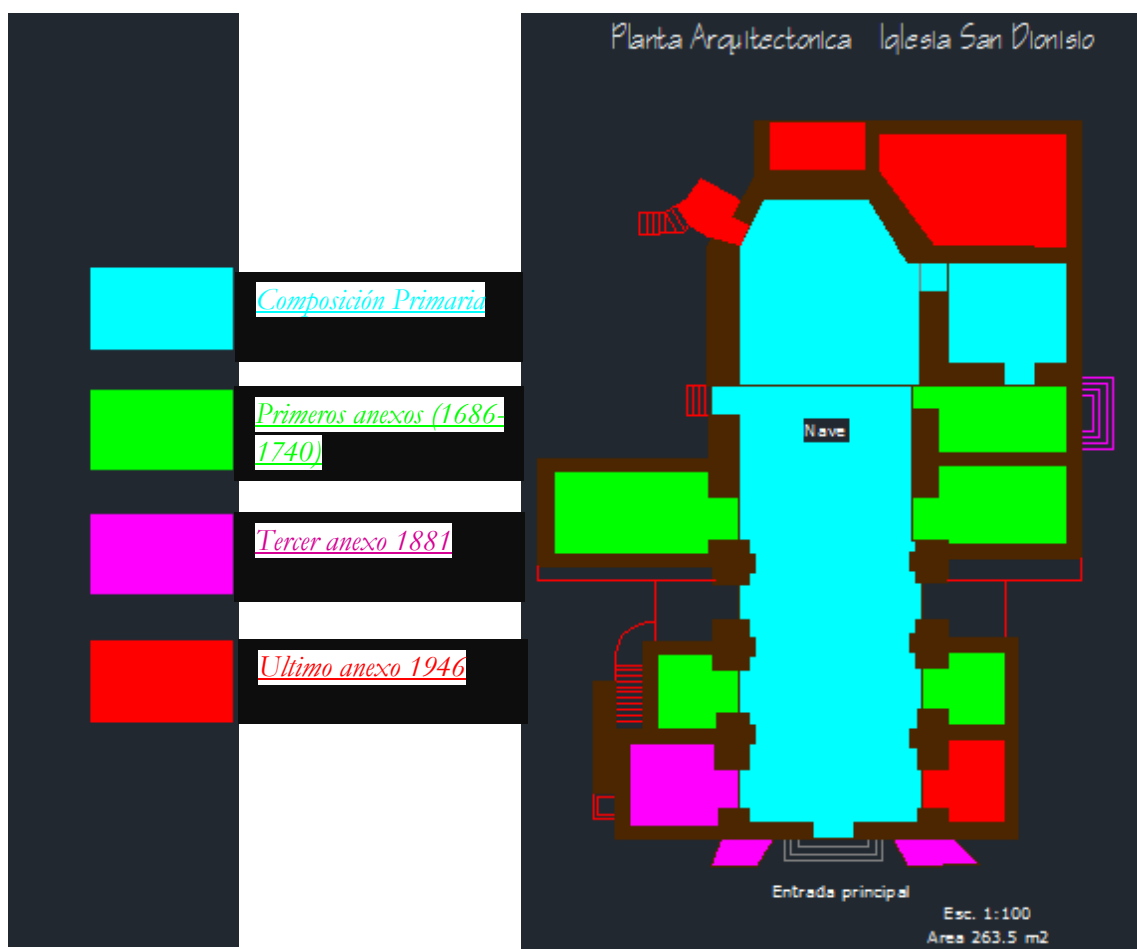 Planta Arquitectonica Iglesia San Dionisio
Composición Primaria
Primeros anexos (1686-
1740)
Tercer anexo 1881
Ultimo anexo 1946
Nave
Entrada principal
Esc. 1:100
Area 263.5 m2